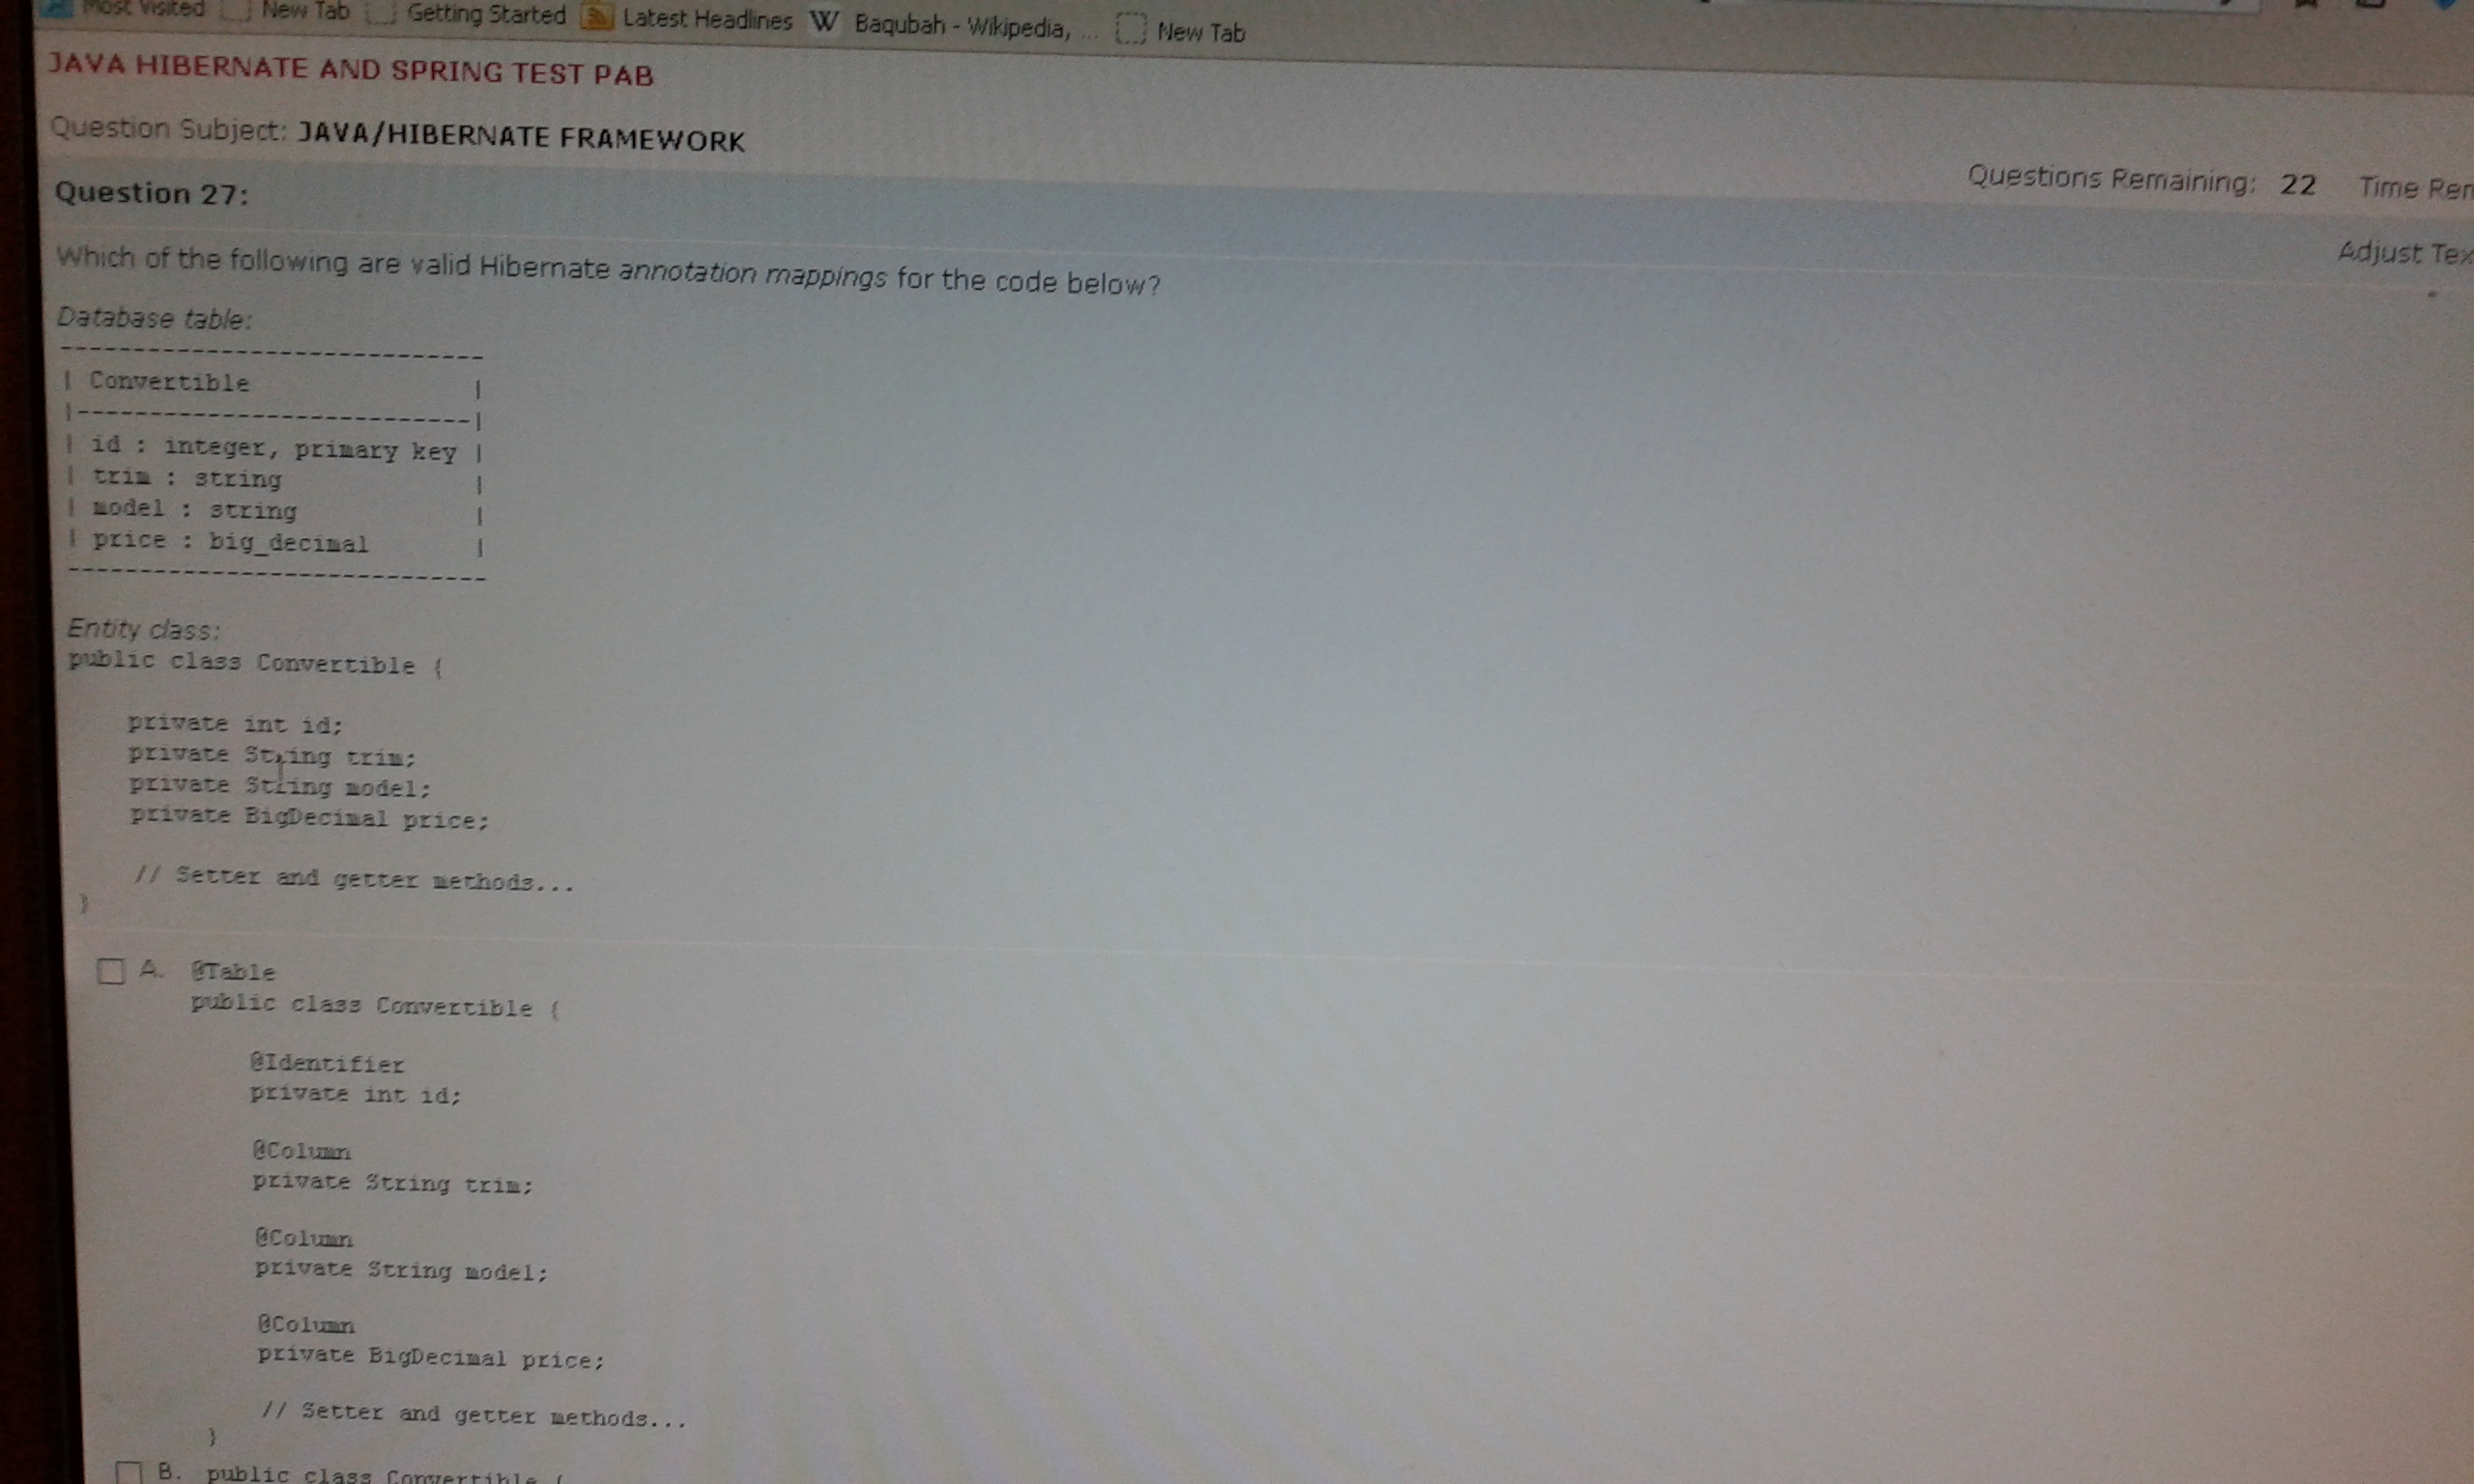 Most Visited New Tab Getting Started Latest Headlines W Baqubah - Wikipedia, ... New Tab
JAVA HIBERNATE AND SPRING TEST PAB
Question Subject: JAVA/HIBERNATE FRAMEWORK
Questions Remaining: 22 Time Rem
Question 27:
Adjust Tex
Which of the following are valid Hibernate annotation mappings for the code below?
Database table:
-----------------------------
| Convertible |
|---------------------------|
| id : integer, primary key |
| trim : string |
| model : string |
| price : big_decimal |
-----------------------------
Entity class:
public class Convertible {
private int id;
private String trim;
private String model;
private BigDecimal price;
// Setter and getter methods...
}
A. @Table
public class Convertible {
@Identifier
private int id;
@Column
private String trim;
@Column
private String model;
@Column
private BigDecimal price;
// Setter and getter methods...
}
B. public class Convertible {